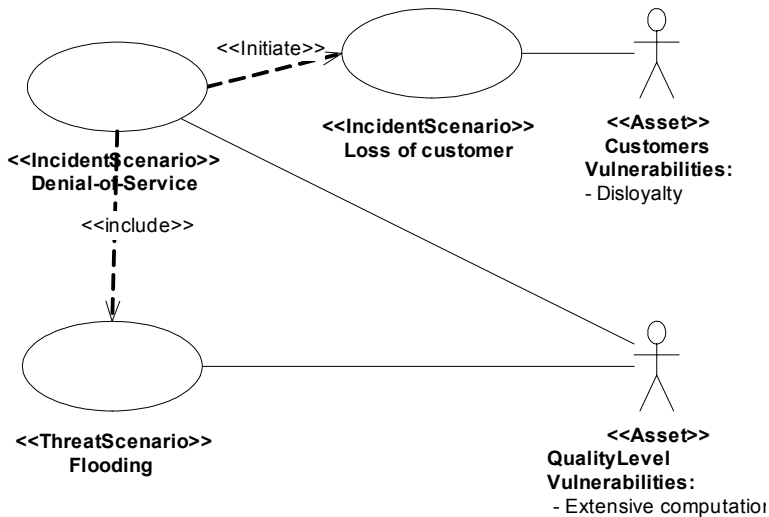 <<Initiate>>
<<IncidentScenario>>
Denial-of-Service
<<IncidentScenario>>
Loss of customer
<<Asset>>
Customers
Vulnerabilities:
- Disloyalty
<<include>>
<<ThreatScenario>>
Flooding
<<Asset>>
QualityLevel
Vulnerabilities:
- Extensive computation